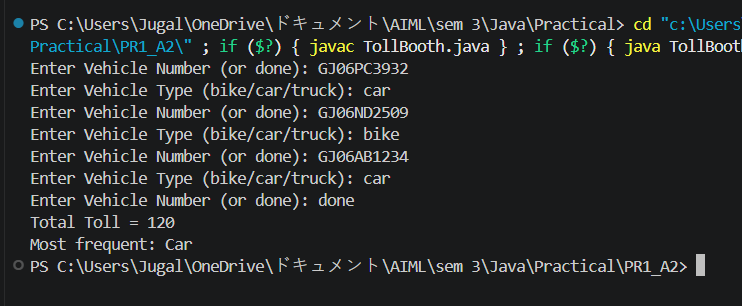 PS C:\Users\Jugal\OneDrive\ドキュメント\AIML\sem 3\Java\Practical> cd "c:\Users
Practical\PR1_A2\" ; if ($?) { javac TollBooth.java } ; if ($?) { java TollBoot
Enter Vehicle Number (or done): GJ06PC3932
Enter Vehicle Type (bike/car/truck): car
Enter Vehicle Number (or done): GJ06ND2509
Enter Vehicle Type (bike/car/truck): bike
Enter Vehicle Number (or done): GJ06AB1234
Enter Vehicle Type (bike/car/truck): car
Enter Vehicle Number (or done): done
Total Toll = 120
Most frequent: Car
PS C:\Users\Jugal\OneDrive\ドキュメント\AIML\sem 3\Java\Practical\PR1_A2>